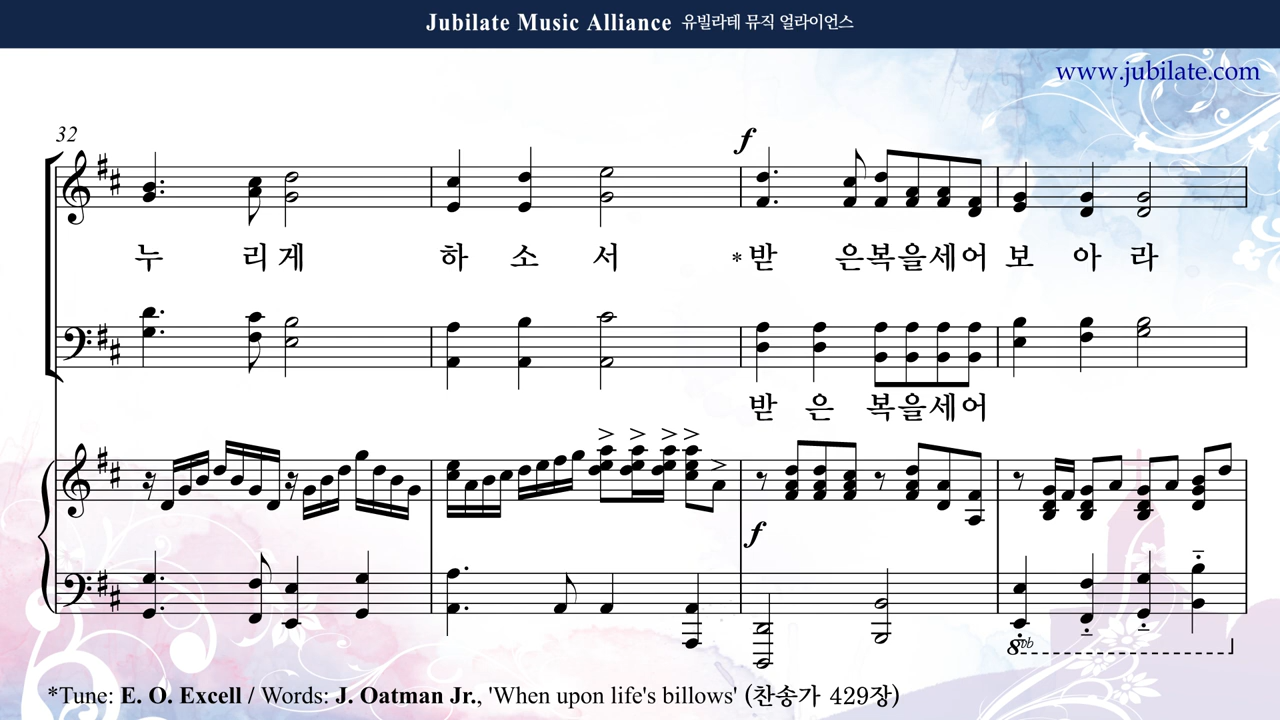 Jubilate Music Alliance 유빌라테 뮤직 얼라이언스
www.jubilate.com
32
f
누 리 게 하 소 서 *받 은 복 을 세 어 보 아 라
받 은 복 을 세 어
f
8vb
*Tune: E. O. Excell / Words: J. Oatman Jr., 'When upon life's billows' (찬송가 429장)